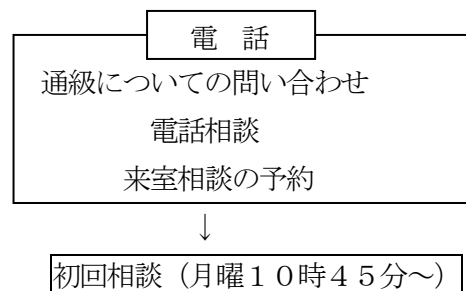 電　話
通級についての問い合わせ
電話相談
来室相談の予約
↓
初回相談（月曜１０時４５分～）